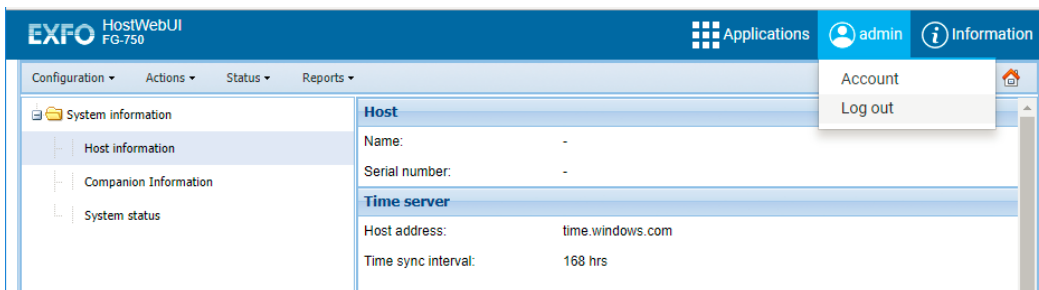 EXFO HostWebUI
FG-750
Applications admin Information
Configuration Actions Status Reports
Account
Log out
System information
Host information
Companion Information
System status
Host
Name: -
Serial number: -
Time server
Host address: time.windows.com
Time sync interval: 168 hrs